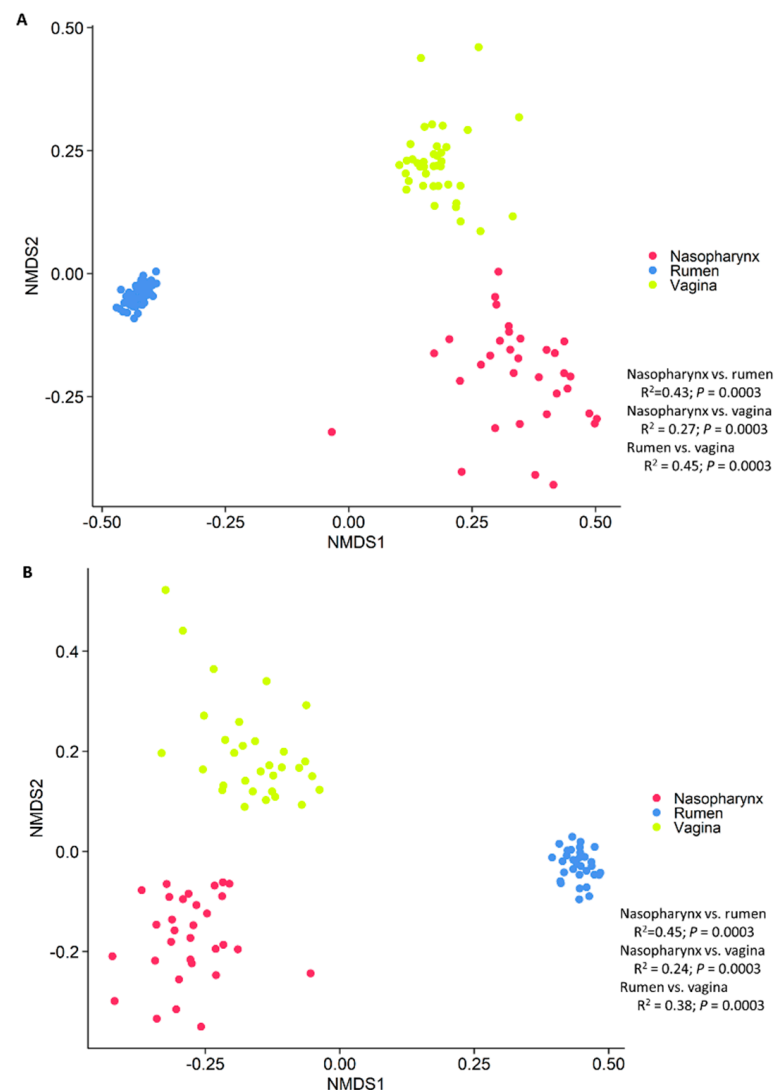 A
0.50
0.25
0.00
-0.25
NMDS2
-0.50
-0.25
0.00
0.25
0.50
NMDS1
Nasopharynx
Rumen
Vagina
Nasopharynx vs. rumen
R²=0.43; P = 0.0003
Nasopharynx vs. vagina
R² = 0.27; P = 0.0003
Rumen vs. vagina
R² = 0.45; P = 0.0003
B
0.4
0.2
0.0
-0.2
NMDS2
-0.25
0.00
0.25
0.50
NMDS1
Nasopharynx
Rumen
Vagina
Nasopharynx vs. rumen
R²=0.45; P = 0.0003
Nasopharynx vs. vagina
R² = 0.24; P = 0.0003
Rumen vs. vagina
R² = 0.38; P = 0.0003